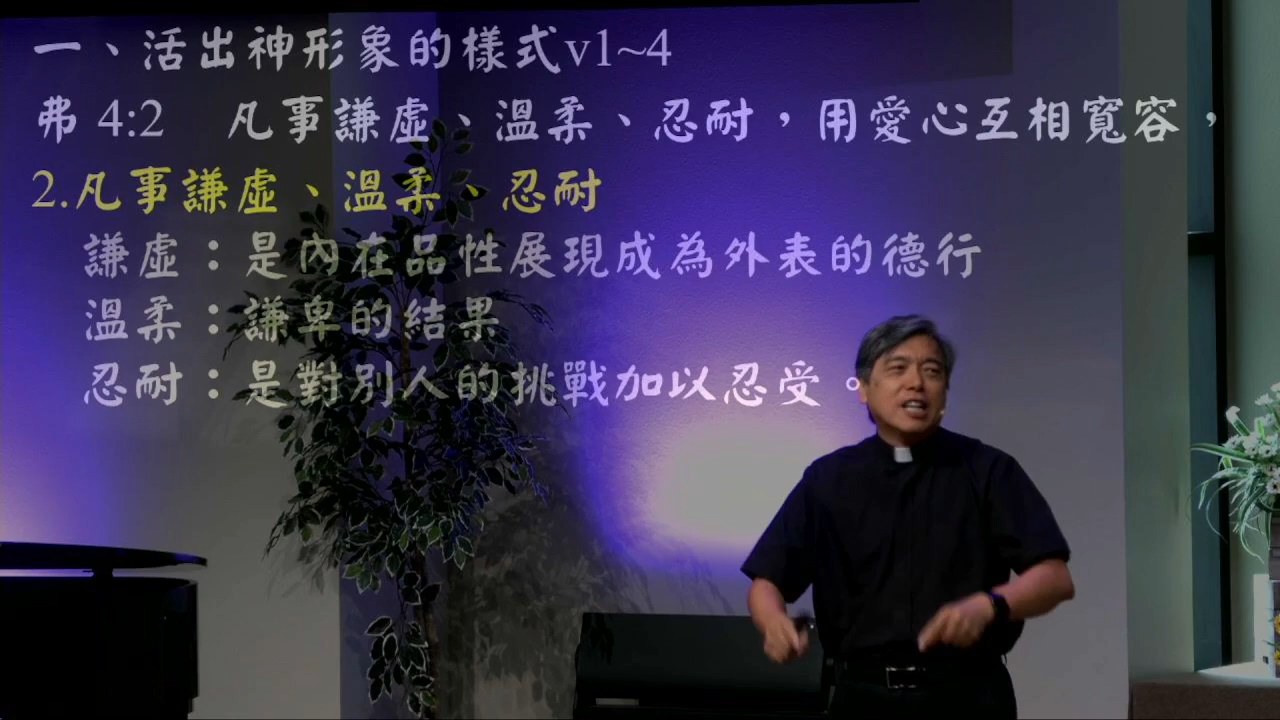 一、活出神形象的樣式v1~4
弗 4:2 凡事謙虛、溫柔、忍耐，用愛心互相寬容，
2.凡事謙虛、溫柔、忍耐
謙虛：是內在品性展現成為外表的德行
溫柔：謙卑的結果
忍耐：是對別人的挑戰加以忍受。